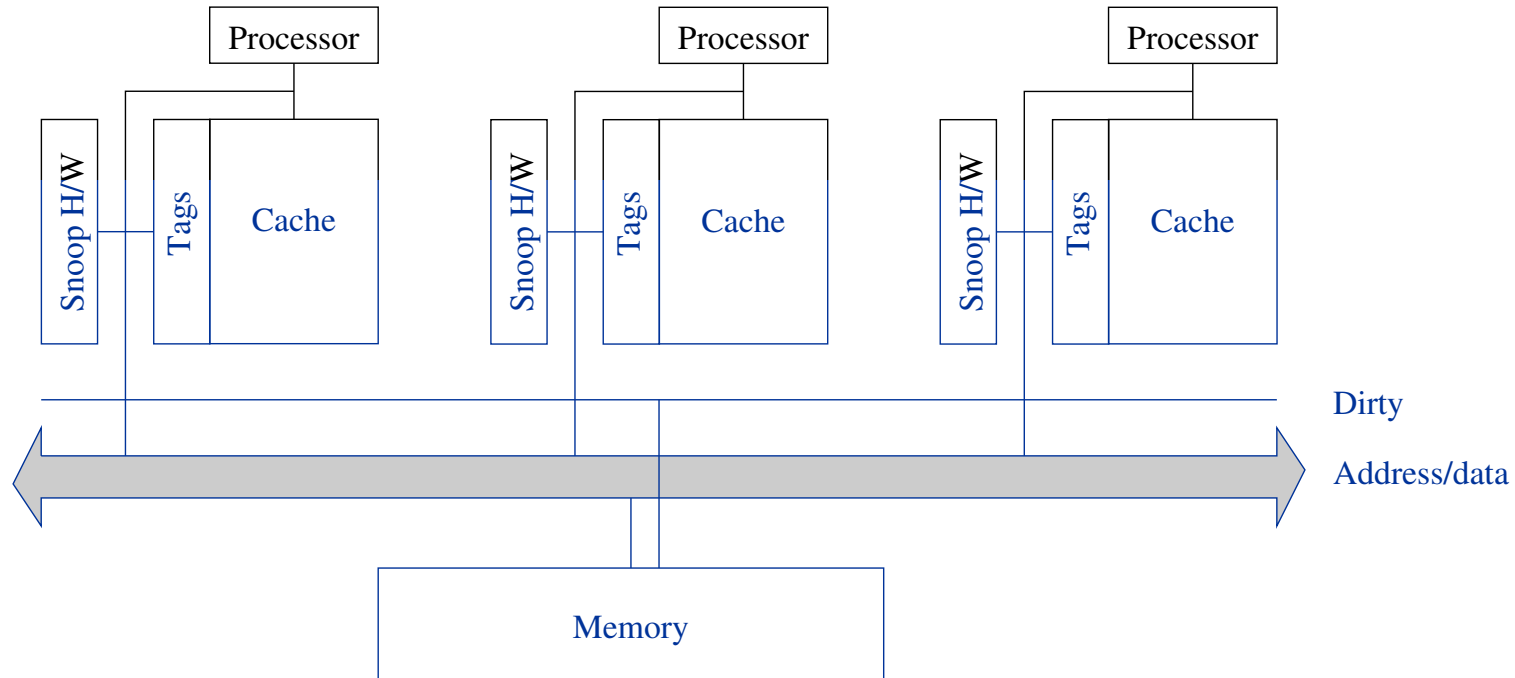 Processor
Processor
Processor
Snoop H/W
Tags
Cache
Snoop H/W
Tags
Cache
Snoop H/W
Tags
Cache
Dirty
Address/data
Memory